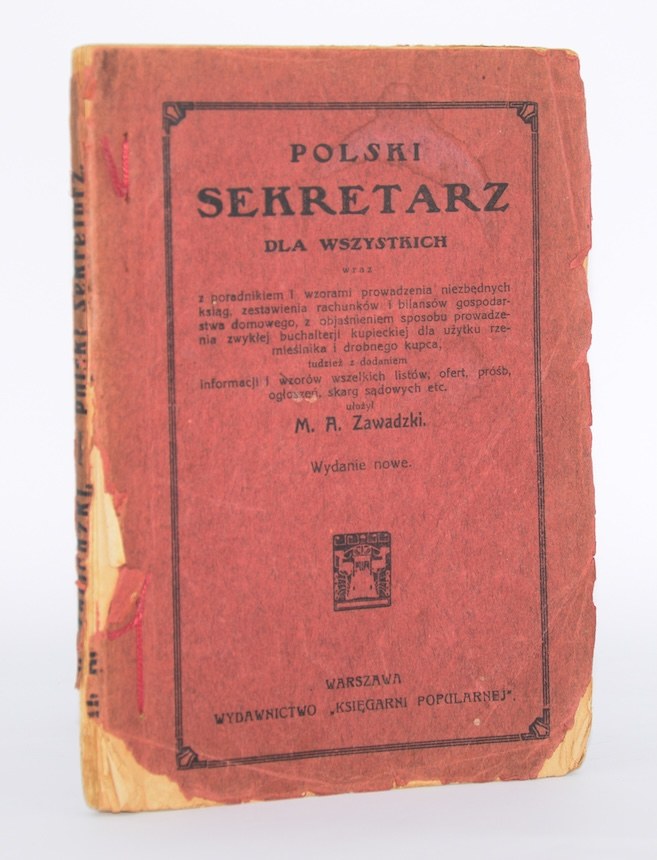 POLSKI
SEKRETARZ
DLA WSZYSTKICH
wraz
z poradnikiem i wzorami prowadzenia niezbędnych
ksiąg, zestawienia rachunków i bilansów gospodar-
stwa domowego, z objaśnieniem sposobu prowadze-
nia zwykłej buchalterji kupieckiej dla użytku rze-
mieślnika i drobnego kupca,
tudzież z dodaniem
informacji i wzorów wszelkich listów, ofert, próśb,
ogłoszeń, skarg sądowych etc.
ułożył
M. A. Zawadzki.
Wydanie nowe.
WARSZAWA
WYDAWNICTWO „KSIĘGARNI POPULARNEJ".
Polski Sekretarz.